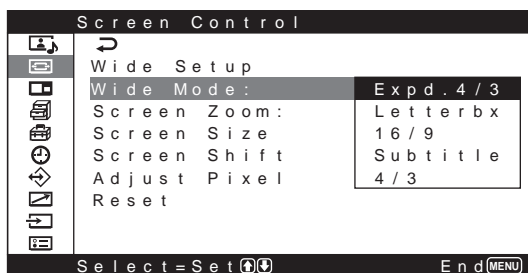 Screen Control
Wide Setup
Wide Mode: Expd.4/3
Screen Zoom: Letterbx
Screen Size 16/9
Screen Shift Subtitle
Adjust Pixel 4/3
Reset
Select=Set End MENU